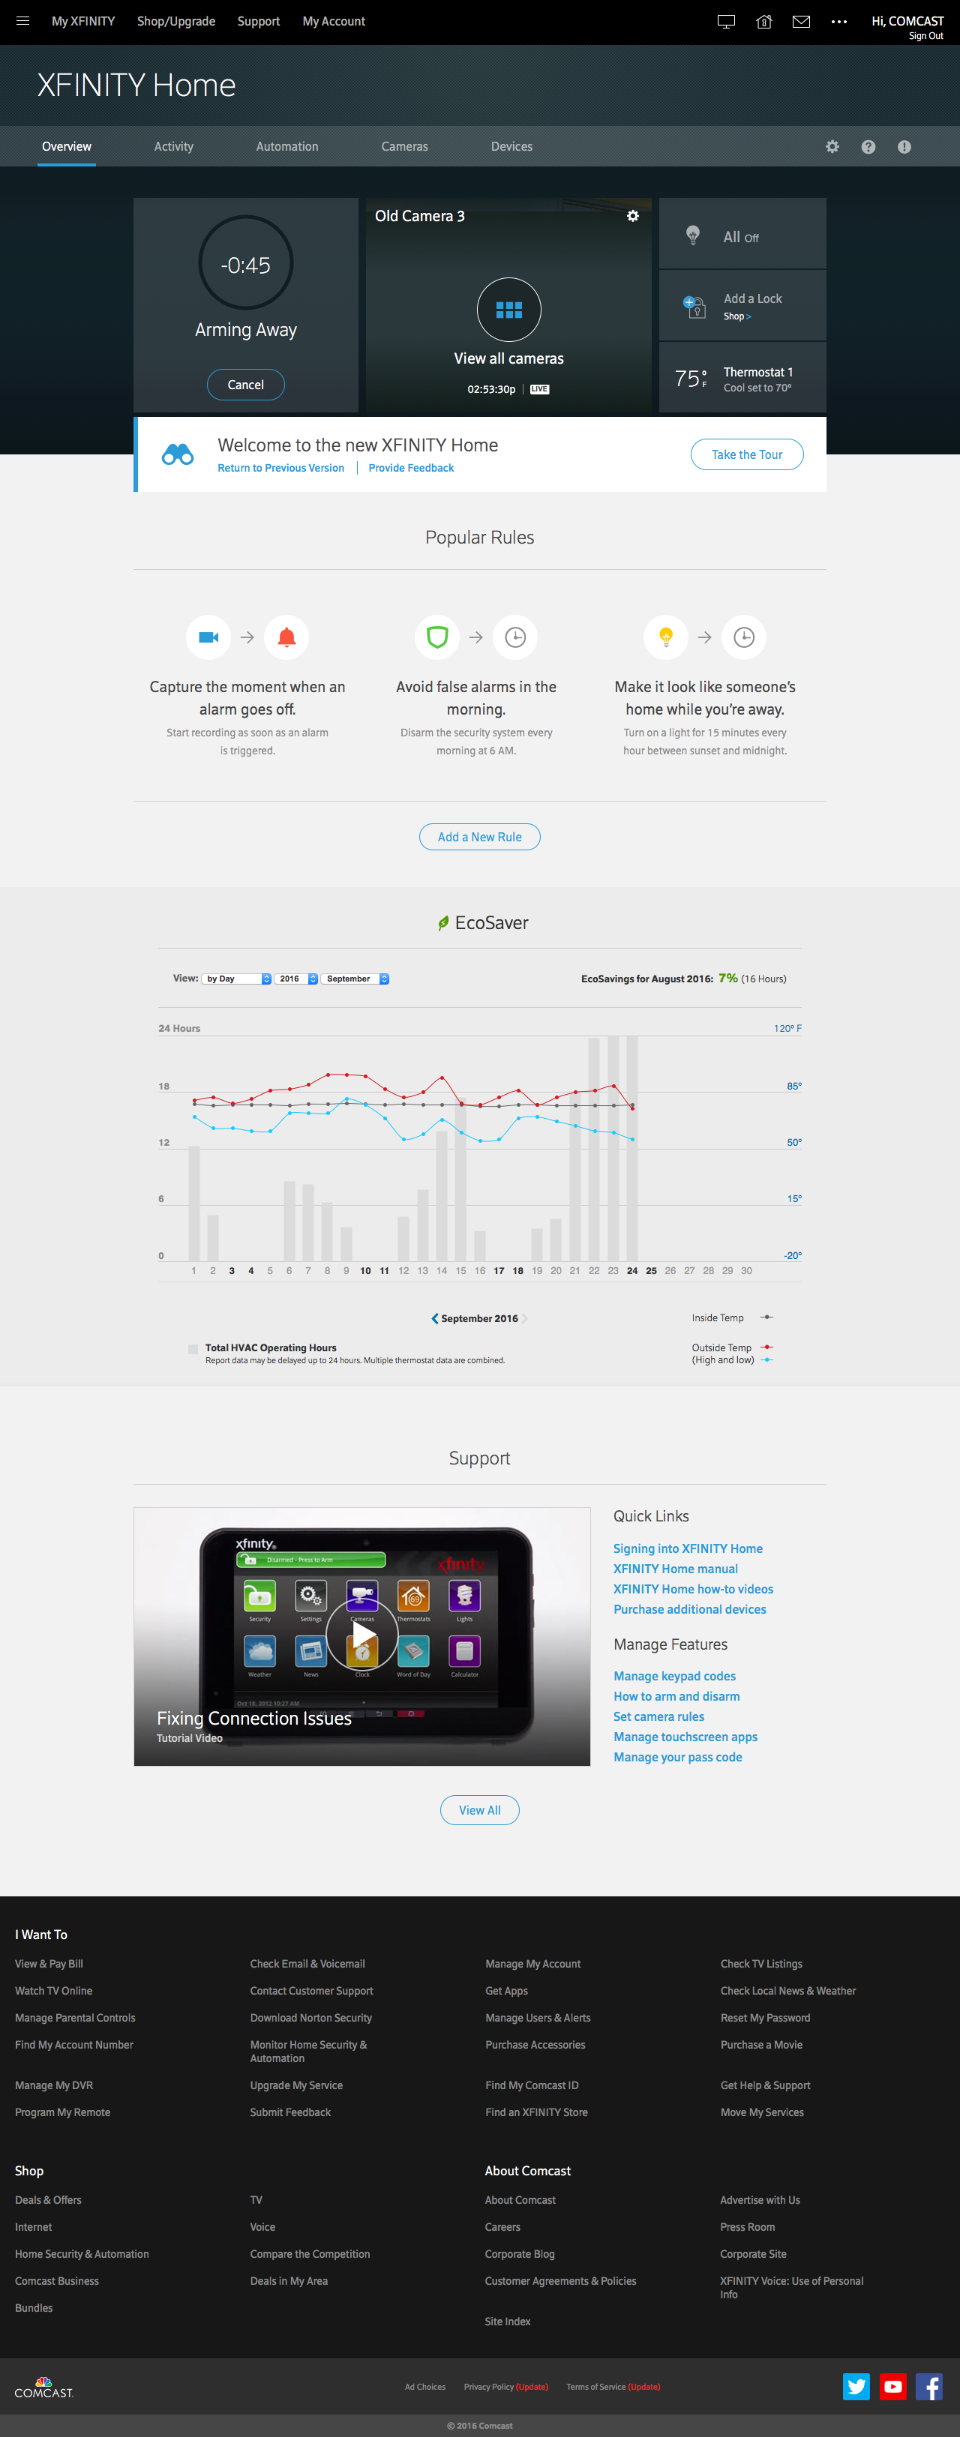 My XFINITY Shop/Upgrade Support My Account Hi, COMCAST
Sign Out
XFINITY Home
Overview Activity Automation Cameras Devices
Old Camera 3
-0:45
Arming Away
Cancel
View all cameras
02:53:30p LIVE
All Off
Add a Lock
Shop >
75° F
Thermostat 1
Cool set to 70°
Welcome to the new XFINITY Home
Return to Previous Version Provide Feedback
Take the Tour
Popular Rules
Capture the moment when an
alarm goes off.
Start recording as soon as an alarm
is triggered.
Avoid false alarms in the
morning.
Disarm the security system every
morning at 6 AM.
Make it look like someone's
home while you're away.
Turn on a light for 15 minutes every
hour between sunset and midnight.
Add a New Rule
EcoSaver
View: by Day 2016 September EcoSavings for August 2016: 7% (16 Hours)
24 Hours 120° F
18 85°
12 50°
6 15°
0 -20°
1 2 3 4 5 6 7 8 9 10 11 12 13 14 15 16 17 18 19 20 21 22 23 24 25 26 27 28 29 30
September 2016
Inside Temp
Total HVAC Operating Hours
Report data may be delayed up to 24 hours. Multiple thermostat data are combined.
Outside Temp
(High and low)
Support
xfinity
Disarmed - Press to Arm
xfinity
69
Security Settings Cameras Thermostats Lights
Weather News Clock Word of Day Calculator
Oct 18, 2012 10:27 AM
Fixing Connection Issues
Tutorial Video
Quick Links
Signing into XFINITY Home
XFINITY Home manual
XFINITY Home how-to videos
Purchase additional devices
Manage Features
Manage keypad codes
How to arm and disarm
Set camera rules
Manage touchscreen apps
Manage your pass code
View All
I Want To
View & Pay Bill Check Email & Voicemail Manage My Account Check TV Listings
Watch TV Online Contact Customer Support Get Apps Check Local News & Weather
Manage Parental Controls Download Norton Security Manage Users & Alerts Reset My Password
Find My Account Number Monitor Home Security &
Automation Purchase Accessories Purchase a Movie
Manage My DVR Upgrade My Service Find My Comcast ID Get Help & Support
Program My Remote Submit Feedback Find an XFINITY Store Move My Services
Shop About Comcast
Deals & Offers TV About Comcast Advertise with Us
Internet Voice Careers Press Room
Home Security & Automation Compare the Competition Corporate Blog Corporate Site
Comcast Business Deals in My Area Customer Agreements & Policies XFINITY Voice: Use of Personal
Info
Bundles
Site Index
COMCAST Ad Choices Privacy Policy (Update) Terms of Service (Update)
© 2016 Comcast